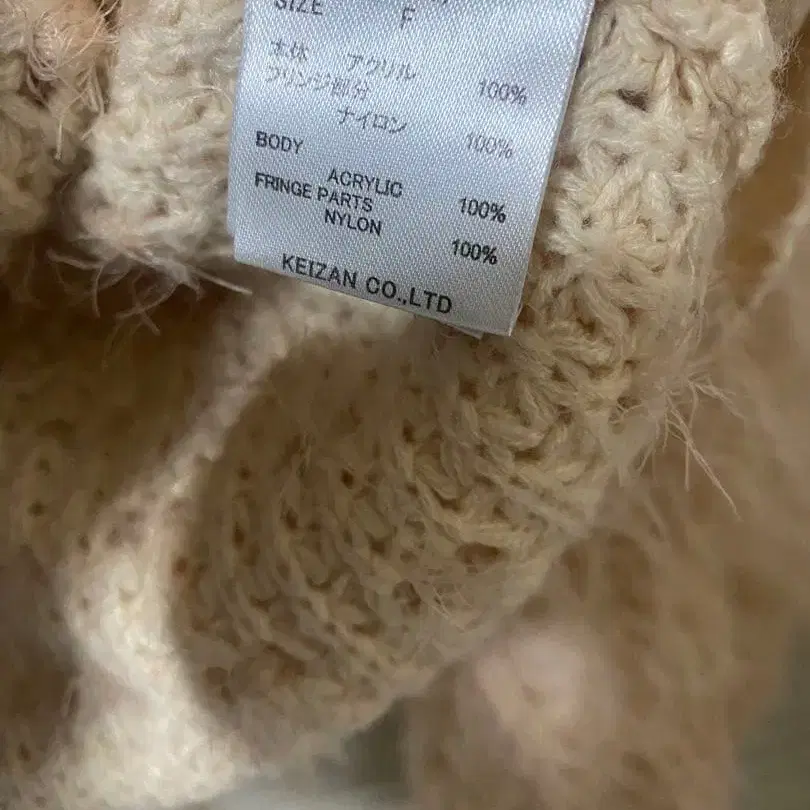 SIZE F
本体 アクリル 100%
フリンジ部分
ナイロン 100%
BODY
ACRYLIC 100%
FRINGE PARTS
NYLON 100%
KEIZAN CO.,LTD